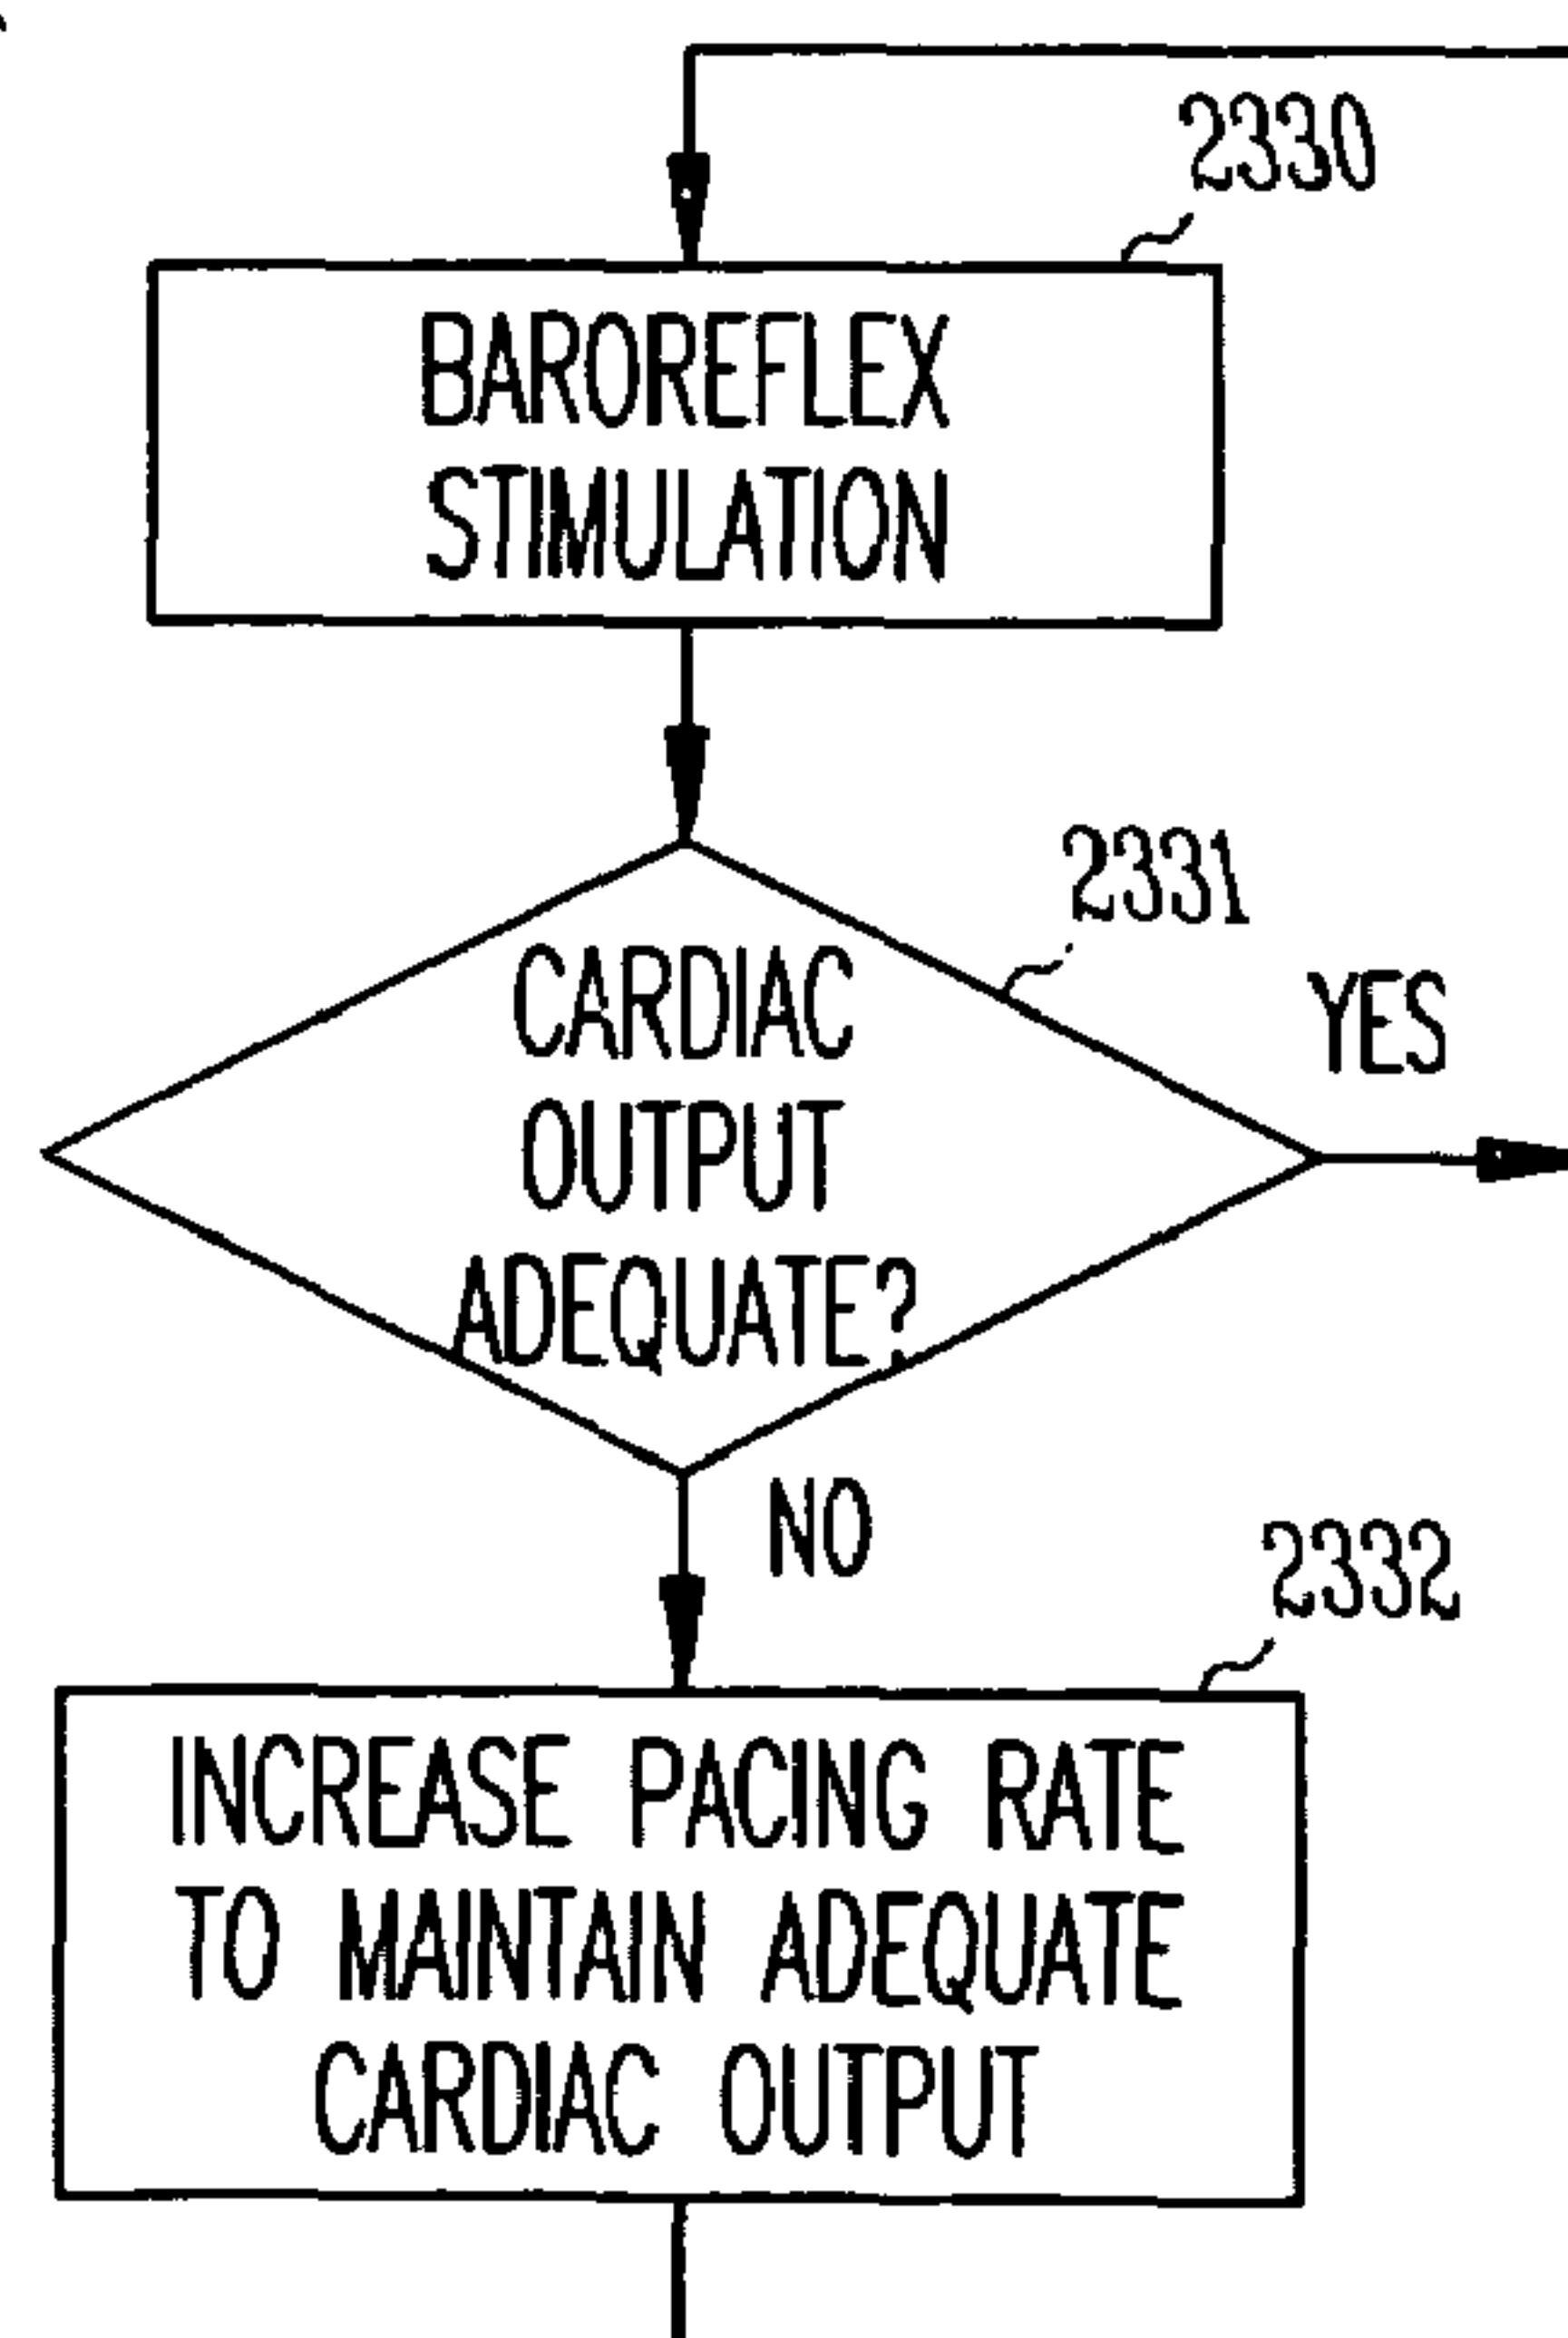 2330
BAROREFLEX
STIMULATION
2331
CARDIAC
OUTPUT
ADEQUATE?
YES
NO
2332
INCREASE PACING RATE
TO MAINTAIN ADEQUATE
CARDIAC OUTPUT